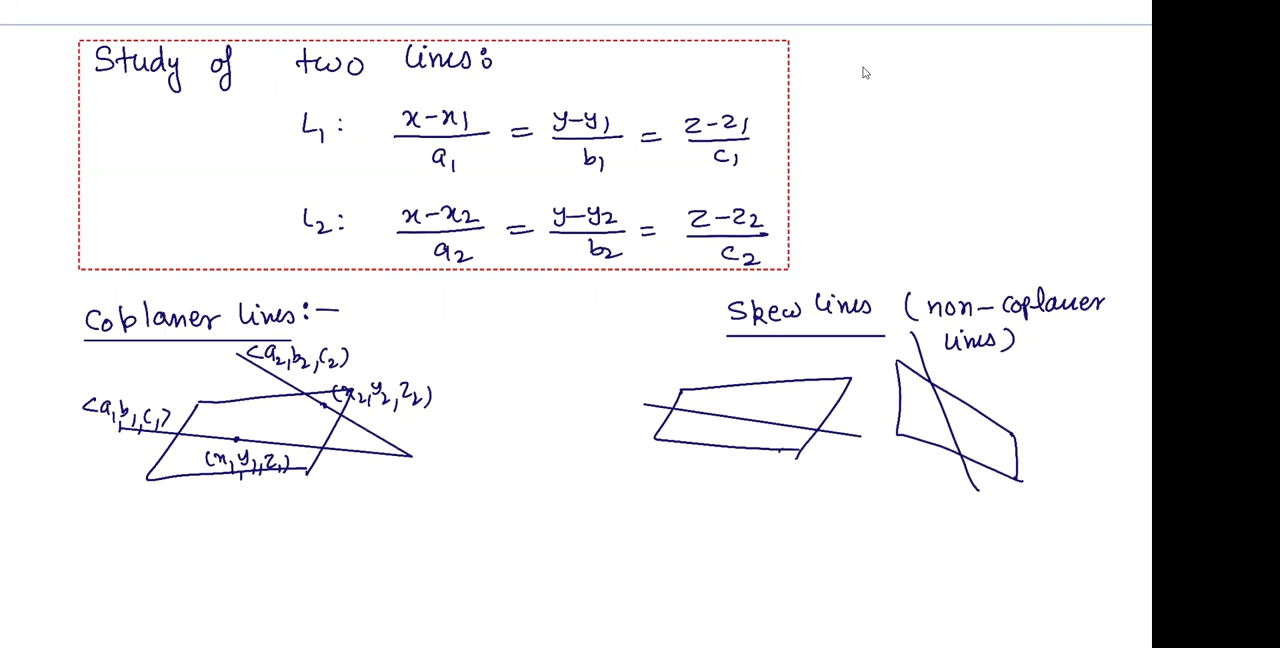 Study of two lines:
L₁: (x-x₁)/a₁ = (y-y₁)/b₁ = (z-z₁)/c₁
L₂: (x-x₂)/a₂ = (y-y₂)/b₂ = (z-z₂)/c₂
Coplaner lines:-
Skew lines (non-coplaner
lines)
<a₂,b₂,c₂>
(x₂,y₂,z₂)
<a₁,b₁,c₁>
(x₁,y₁,z₁)